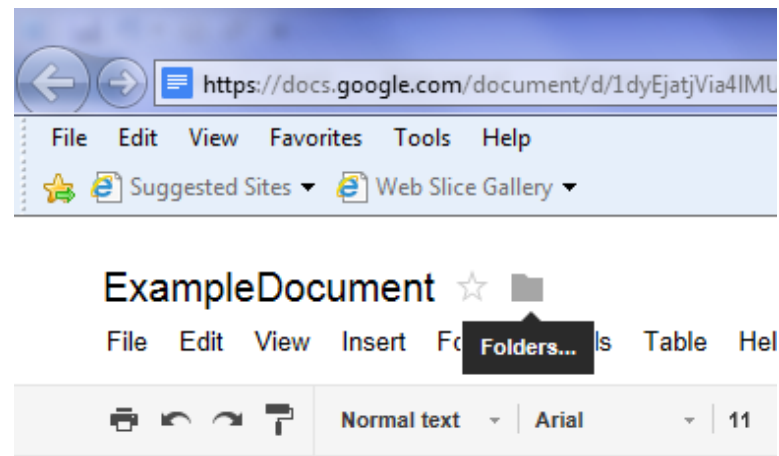 https://docs.google.com/document/d/1dyEjatjVia4IMU
File Edit View Favorites Tools Help
Suggested Sites Web Slice Gallery
ExampleDocument
File Edit View Insert Fo ls Table Hel
Folders...
Normal text Arial 11